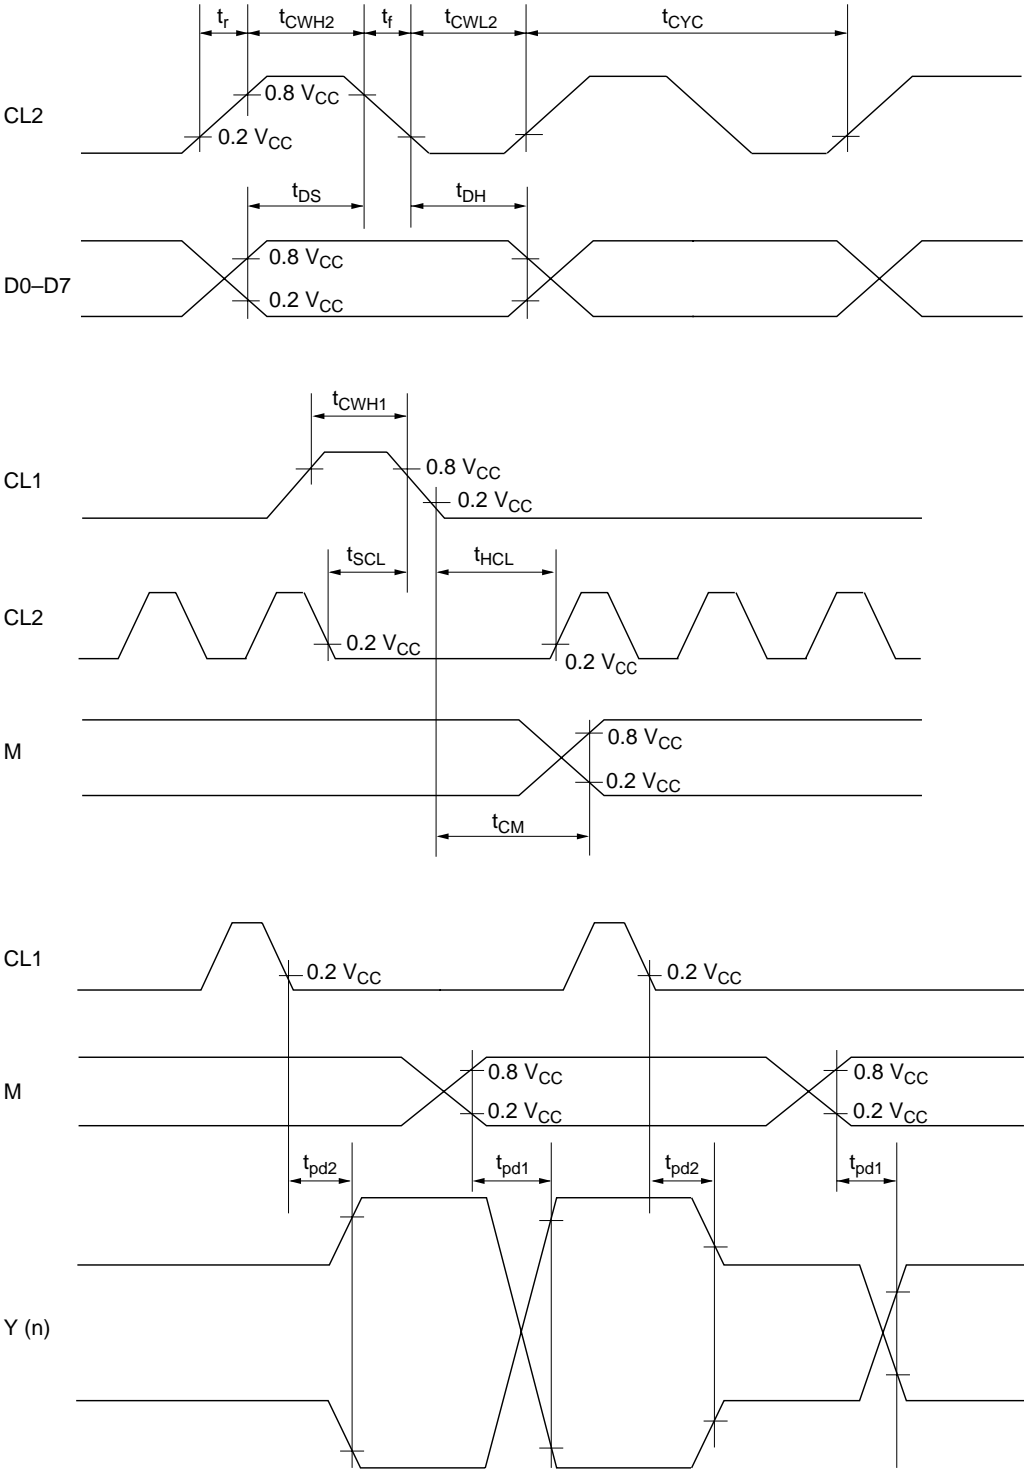 tr tCWH2 tf tCWL2 tCYC
CL2
0.8 VCC
0.2 VCC
tDS tDH
D0–D7
0.8 VCC
0.2 VCC
tCWH1
CL1
0.8 VCC
0.2 VCC
tSCL tHCL
CL2
0.2 VCC
0.2 VCC
M
0.8 VCC
0.2 VCC
tCM
CL1
0.2 VCC 0.2 VCC
M
0.8 VCC 0.8 VCC
0.2 VCC 0.2 VCC
tpd2 tpd1 tpd2 tpd1
Y (n)